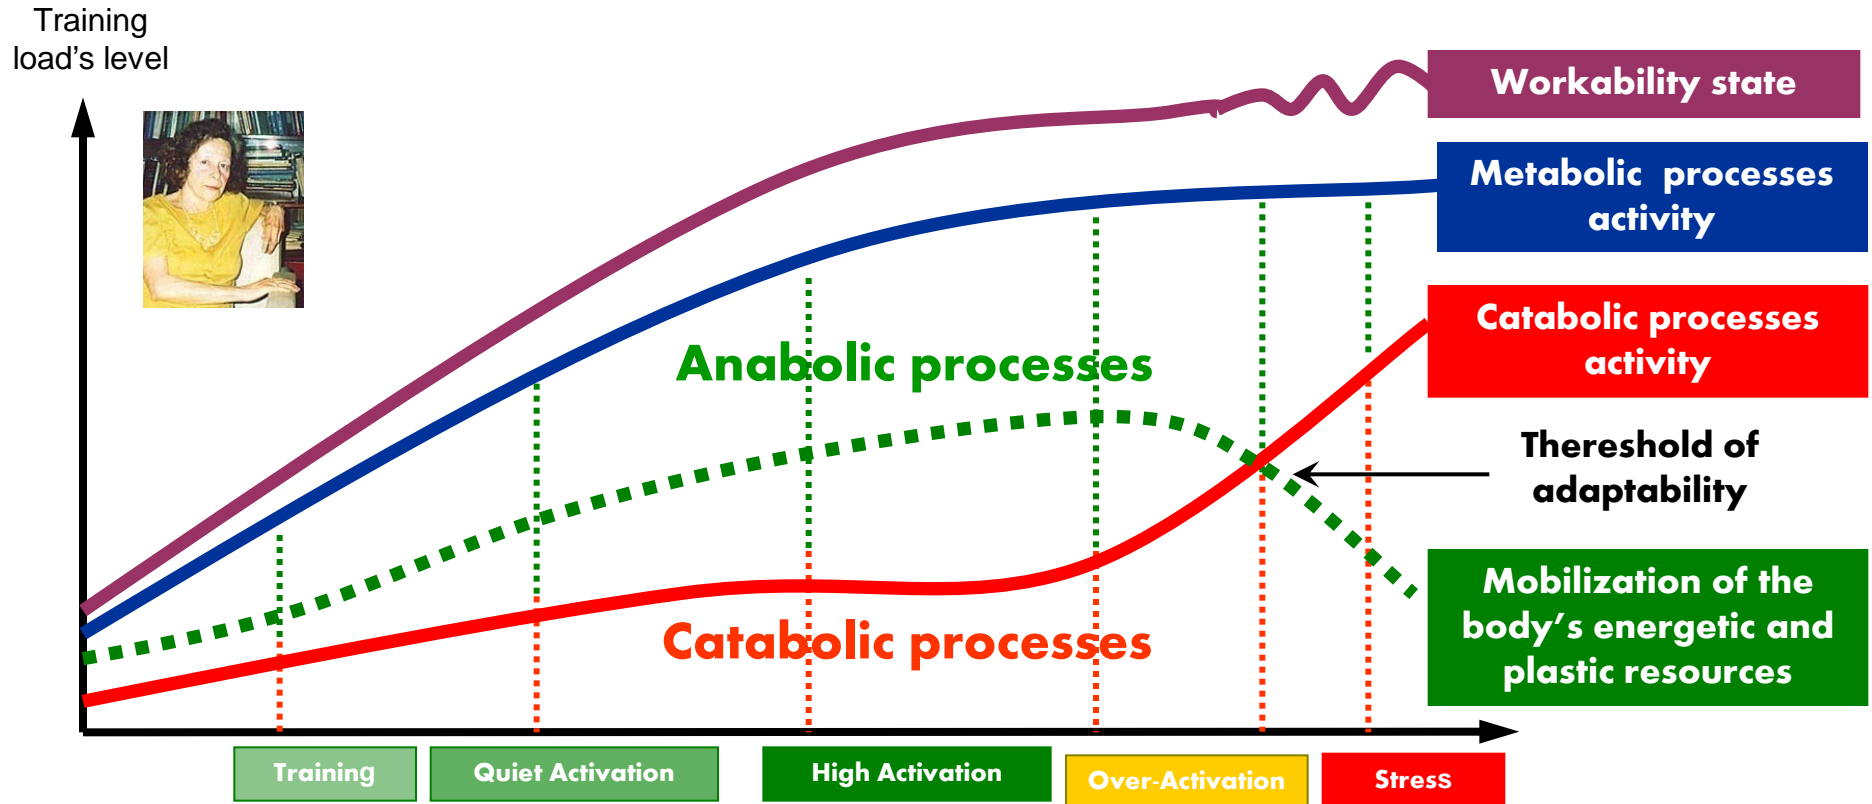 Training
load's level
Workability state
Metabolic processes
activity
Catabolic processes
activity
Anabolic processes
Thereshold of
adaptability
Mobilization of the
body's energetic and
plastic resources
Catabolic processes
Training
Quiet Activation
High Activation
Over-Activation
Stress